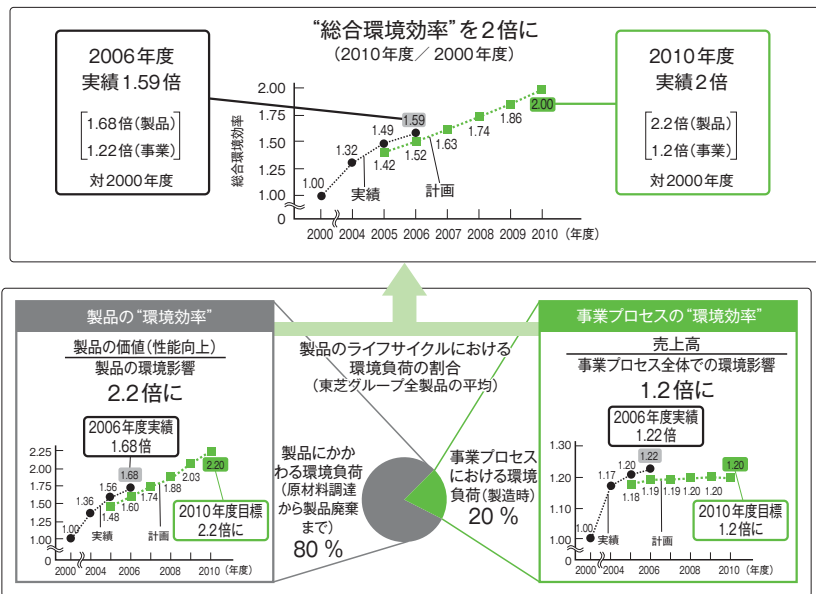 “総合環境効率”を2倍に
（2010年度／2000年度）
2006年度
実績1.59倍
1.68倍（製品）
1.22倍（事業）
対2000年度
2010年度
実績2倍
2.2倍（製品）
1.2倍（事業）
対2000年度
総合環境効率
2.00
1.75
1.50
1.25
1.00
0
1.00
1.32
1.49
1.59
1.42
1.52
1.63
1.74
1.86
2.00
実績
計画
2000 2004 2005 2006 2007 2008 2009 2010 （年度）
製品の“環境効率”
製品の価値（性能向上）
製品の環境影響
2.2倍に
2006年度実績
1.68倍
2.25
2.00
1.75
1.50
1.25
1.00
0
1.00
1.36
1.56
1.68
1.48
1.60
1.74
1.88
2.03
2.20
実績
計画
2010年度目標
2.2倍に
2000 2004 2006 2008 2010 （年度）
製品のライフサイクルにおける
環境負荷の割合
（東芝グループ全製品の平均）
製品にかか
わる環境負荷
（原材料調達
から製品廃棄
まで）
80 %
事業プロセス
における環境
負荷（製造時）
20 %
事業プロセスの“環境効率”
売上高
事業プロセス全体での環境影響
1.2倍に
2006年度実績
1.22倍
1.30
1.20
1.10
1.00
0
1.00
1.17
1.20
1.22
1.18
1.19
1.19
1.20
1.20
1.20
実績
計画
2010年度目標
1.2倍に
2000 2004 2006 2008 2010 （年度）